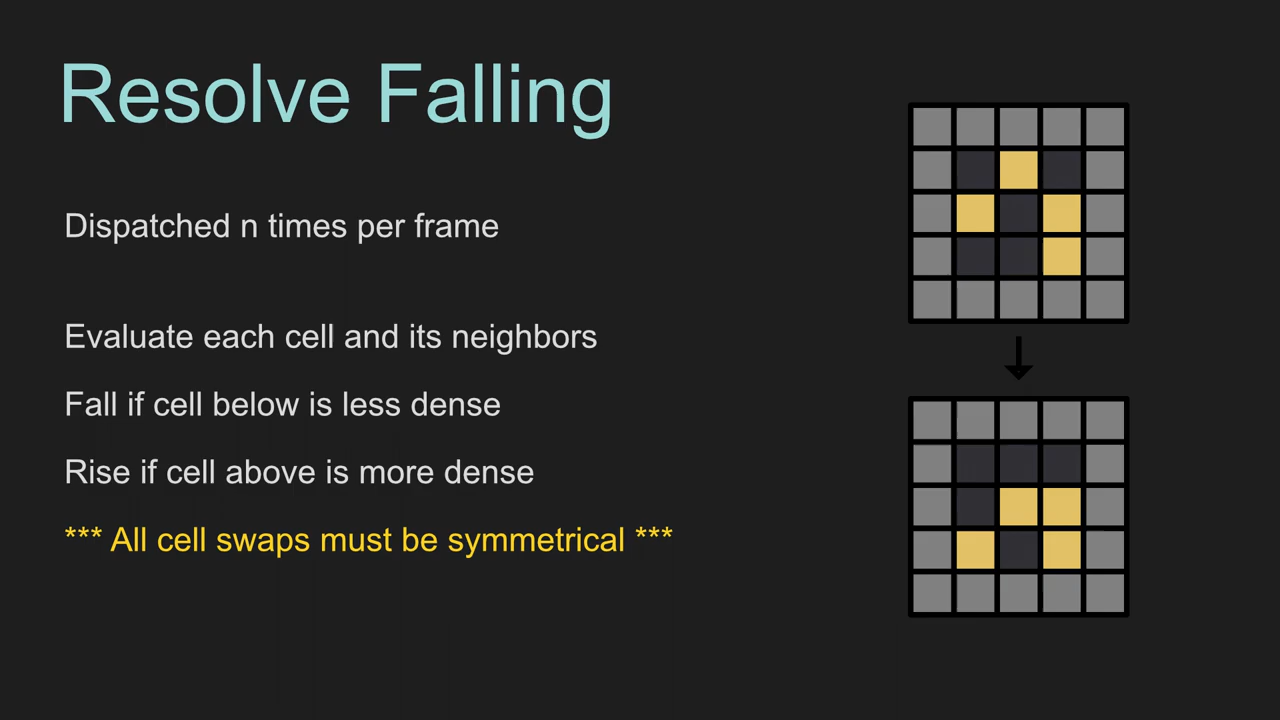 Resolve Falling
Dispatched n times per frame
Evaluate each cell and its neighbors
Fall if cell below is less dense
Rise if cell above is more dense
*** All cell swaps must be symmetrical ***